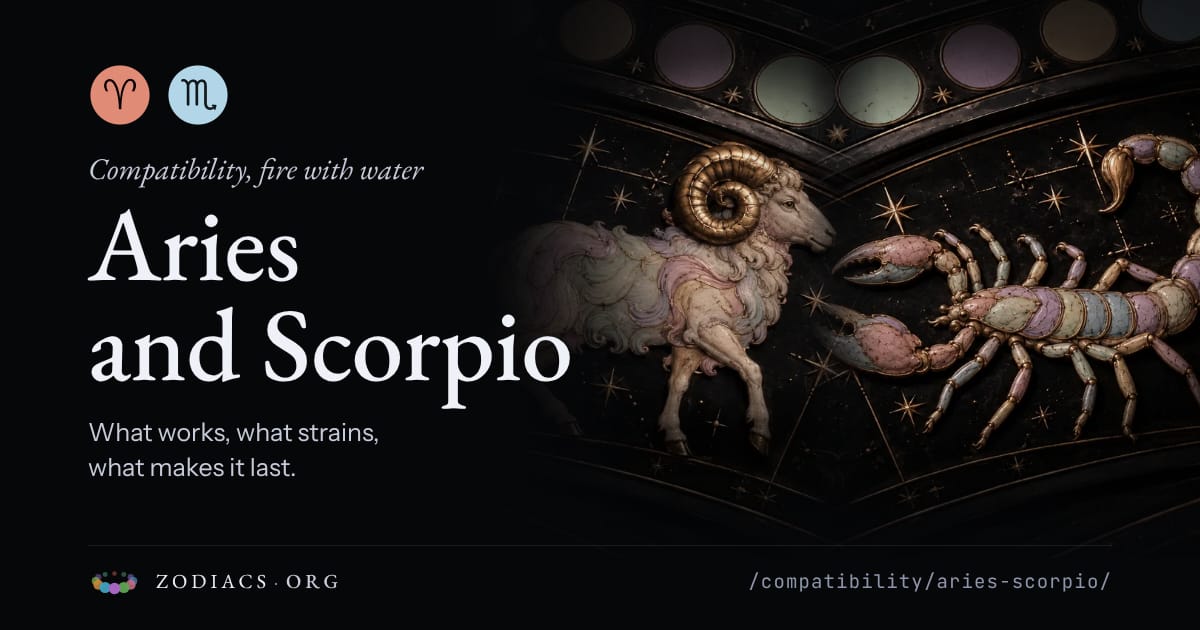 Compatibility, fire with water
Aries
and Scorpio
What works, what strains,
what makes it last.
ZODIACS · ORG
/compatibility/aries-scorpio/